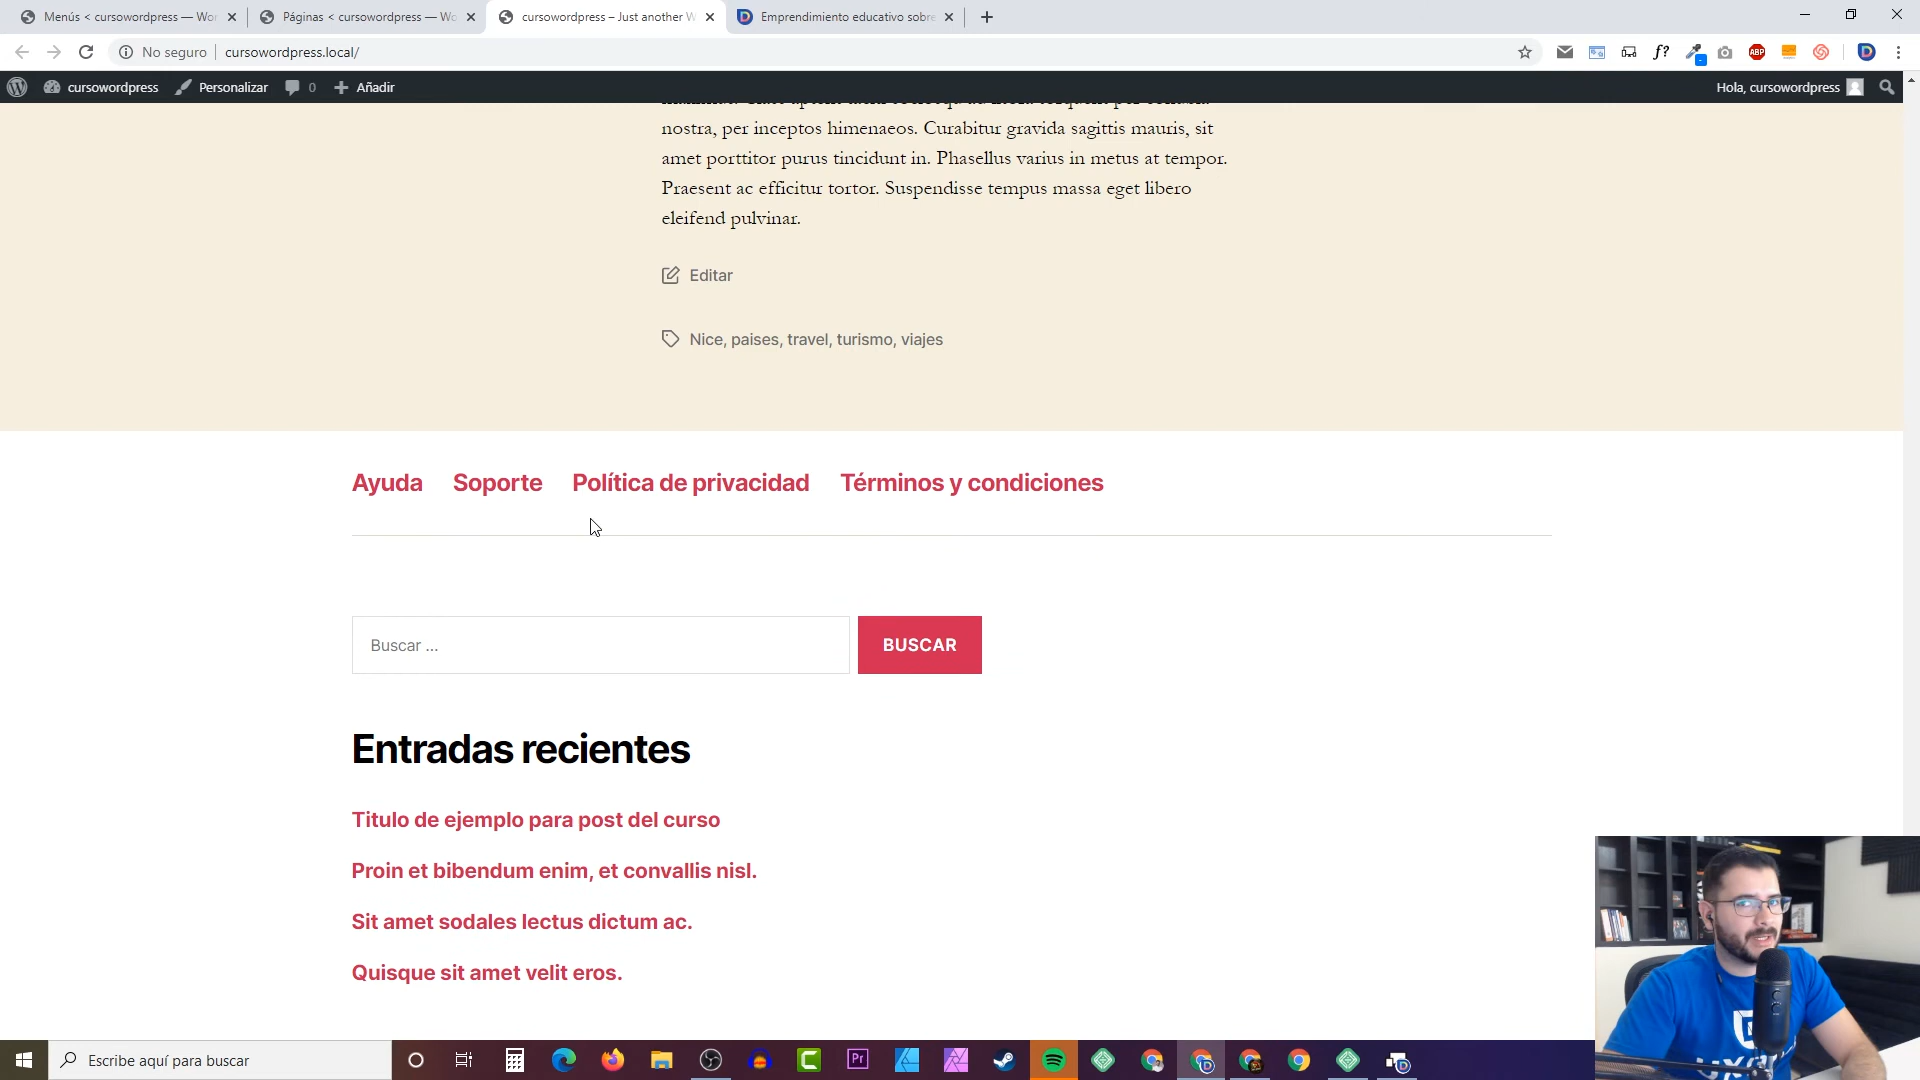 Menús < cursowordpress — Wor
Páginas < cursowordpress — Wo
cursowordpress – Just another W
Emprendimiento educativo sobre
No seguro
cursowordpress.local/
cursowordpress
Personalizar
0
Añadir
Hola, cursowordpress
nostra, per inceptos himenaeos. Curabitur gravida sagittis mauris, sit
amet porttitor purus tincidunt in. Phasellus varius in metus at tempor.
Praesent ac efficitur tortor. Suspendisse tempus massa eget libero
eleifend pulvinar.
Editar
Nice, paises, travel, turismo, viajes
Ayuda
Soporte
Política de privacidad
Términos y condiciones
Buscar ...
BUSCAR
Entradas recientes
Titulo de ejemplo para post del curso
Proin et bibendum enim, et convallis nisl.
Sit amet sodales lectus dictum ac.
Quisque sit amet velit eros.
Escribe aquí para buscar